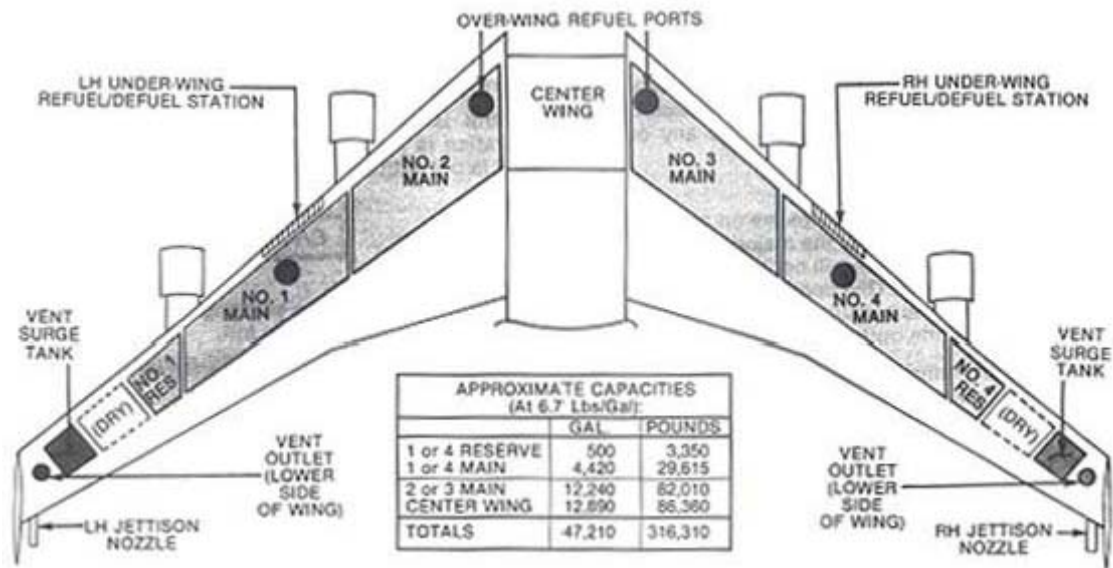 OVER-WING REFUEL PORTS
LH UNDER-WING
REFUEL/DEFUEL STATION
RH UNDER-WING
REFUEL/DEFUEL STATION
CENTER
WING
NO. 2
MAIN
NO. 3
MAIN
NO. 1
MAIN
NO. 4
MAIN
VENT
SURGE
TANK
VENT
SURGE
TANK
NO. 1
RES
NO. 4
RES
(DRY)
(DRY)
APPROXIMATE CAPACITIES
(At 6.7 Lbs/Gal):
GAL. POUNDS
1 or 4 RESERVE 500 3,350
1 or 4 MAIN 4,420 29,615
2 or 3 MAIN 12,240 82,010
CENTER WING 12,890 86,360
TOTALS 47,210 316,310
VENT
OUTLET
(LOWER
SIDE
OF WING)
VENT
OUTLET
(LOWER
SIDE OF
WING)
LH JETTISON
NOZZLE
RH JETTISON
NOZZLE